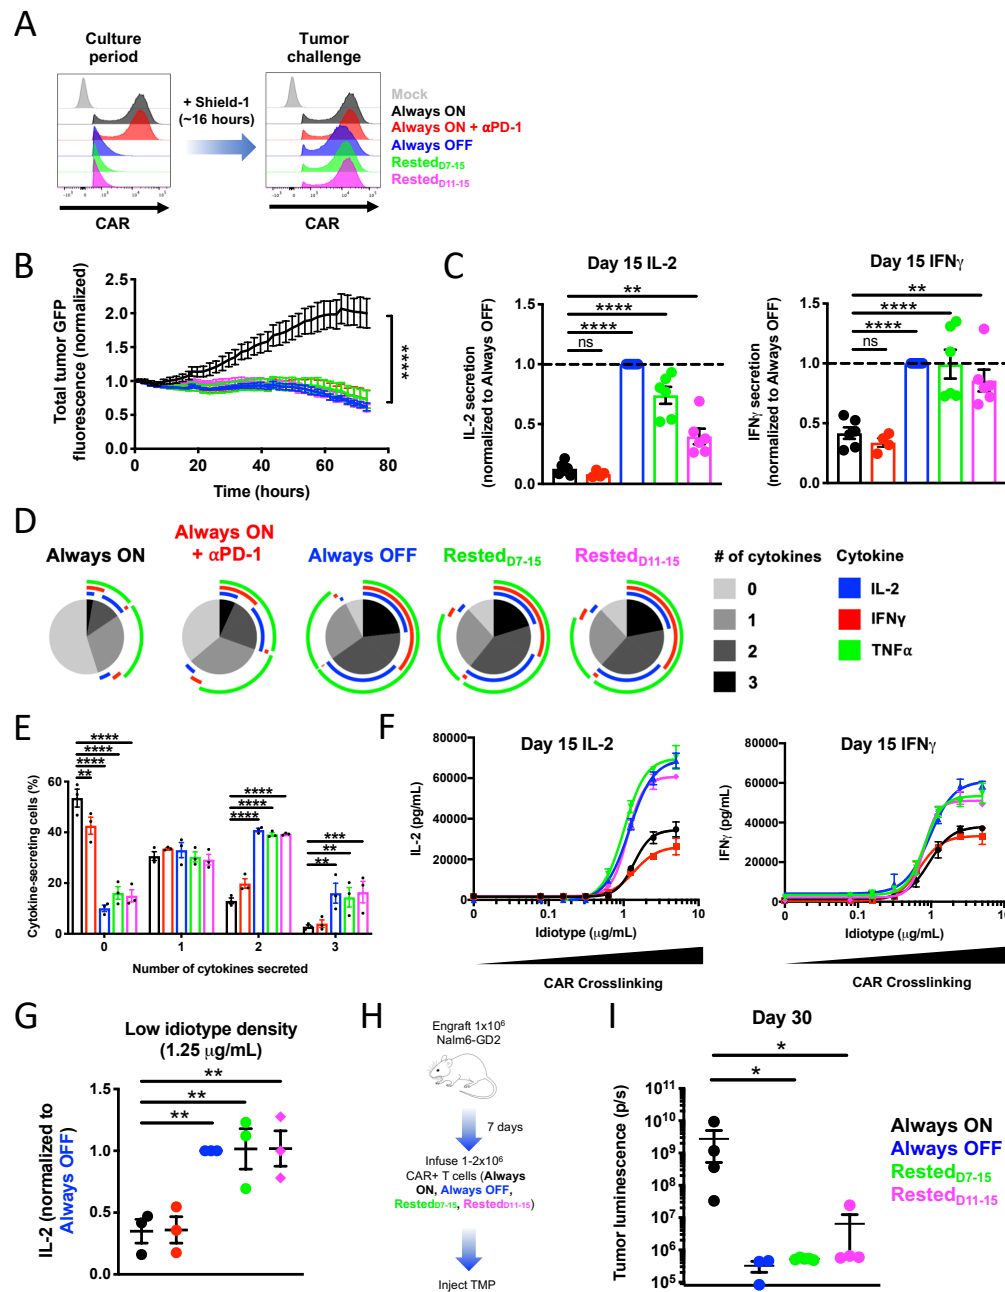 A
Culture
period
Tumor
challenge
+ Shield-1
(~16 hours)
Mock
Always ON
Always ON + αPD-1
Always OFF
RestedD7-15
RestedD11-15
-10³ 0 10³ 10⁴ 10⁵
-10³ 0 10³ 10⁴ 10⁵
CAR
CAR
B
Total tumor GFP
fluorescence (normalized)
2.5
2.0
1.5
1.0
0.5
0.0
0 20 40 60 80
Time (hours)
****
C
Day 15 IL-2
IL-2 secretion
(normalized to Always OFF)
1.5
1.0
0.5
0.0
**
****
****
ns
Day 15 IFNγ
IFNγ secretion
(normalized to Always OFF)
1.5
1.0
0.5
0.0
**
****
****
ns
D
Always ON
Always ON
+ αPD-1
Always OFF
RestedD7-15
RestedD11-15
# of cytokines
0
1
2
3
Cytokine
IL-2
IFNγ
TNFα
E
Cytokine-secreting cells (%)
60
40
20
0
****
****
****
**
****
****
****
***
**
**
0 1 2 3
Number of cytokines secreted
F
Day 15 IL-2
IL-2 (pg/mL)
80000
60000
40000
20000
0
0 0.1 1 10
Idiotype (µg/mL)
CAR Crosslinking
Day 15 IFNγ
IFNγ (pg/mL)
80000
60000
40000
20000
0
0 0.1 1 10
Idiotype (µg/mL)
CAR Crosslinking
G
Low idiotype density
(1.25 µg/mL)
IL-2 (normalized to
Always OFF)
1.5
1.0
0.5
0.0
**
**
**
H
Engraft 1x10⁶
Nalm6-GD2
7 days
Infuse 1-2x10⁶
CAR+ T cells (Always
ON, Always OFF,
RestedD7-15, RestedD11-15)
Inject TMP
I
Day 30
Tumor luminescence (p/s)
10¹¹
10¹⁰
10⁹
10⁸
10⁷
10⁶
10⁵
*
*
Always ON
Always OFF
RestedD7-15
RestedD11-15